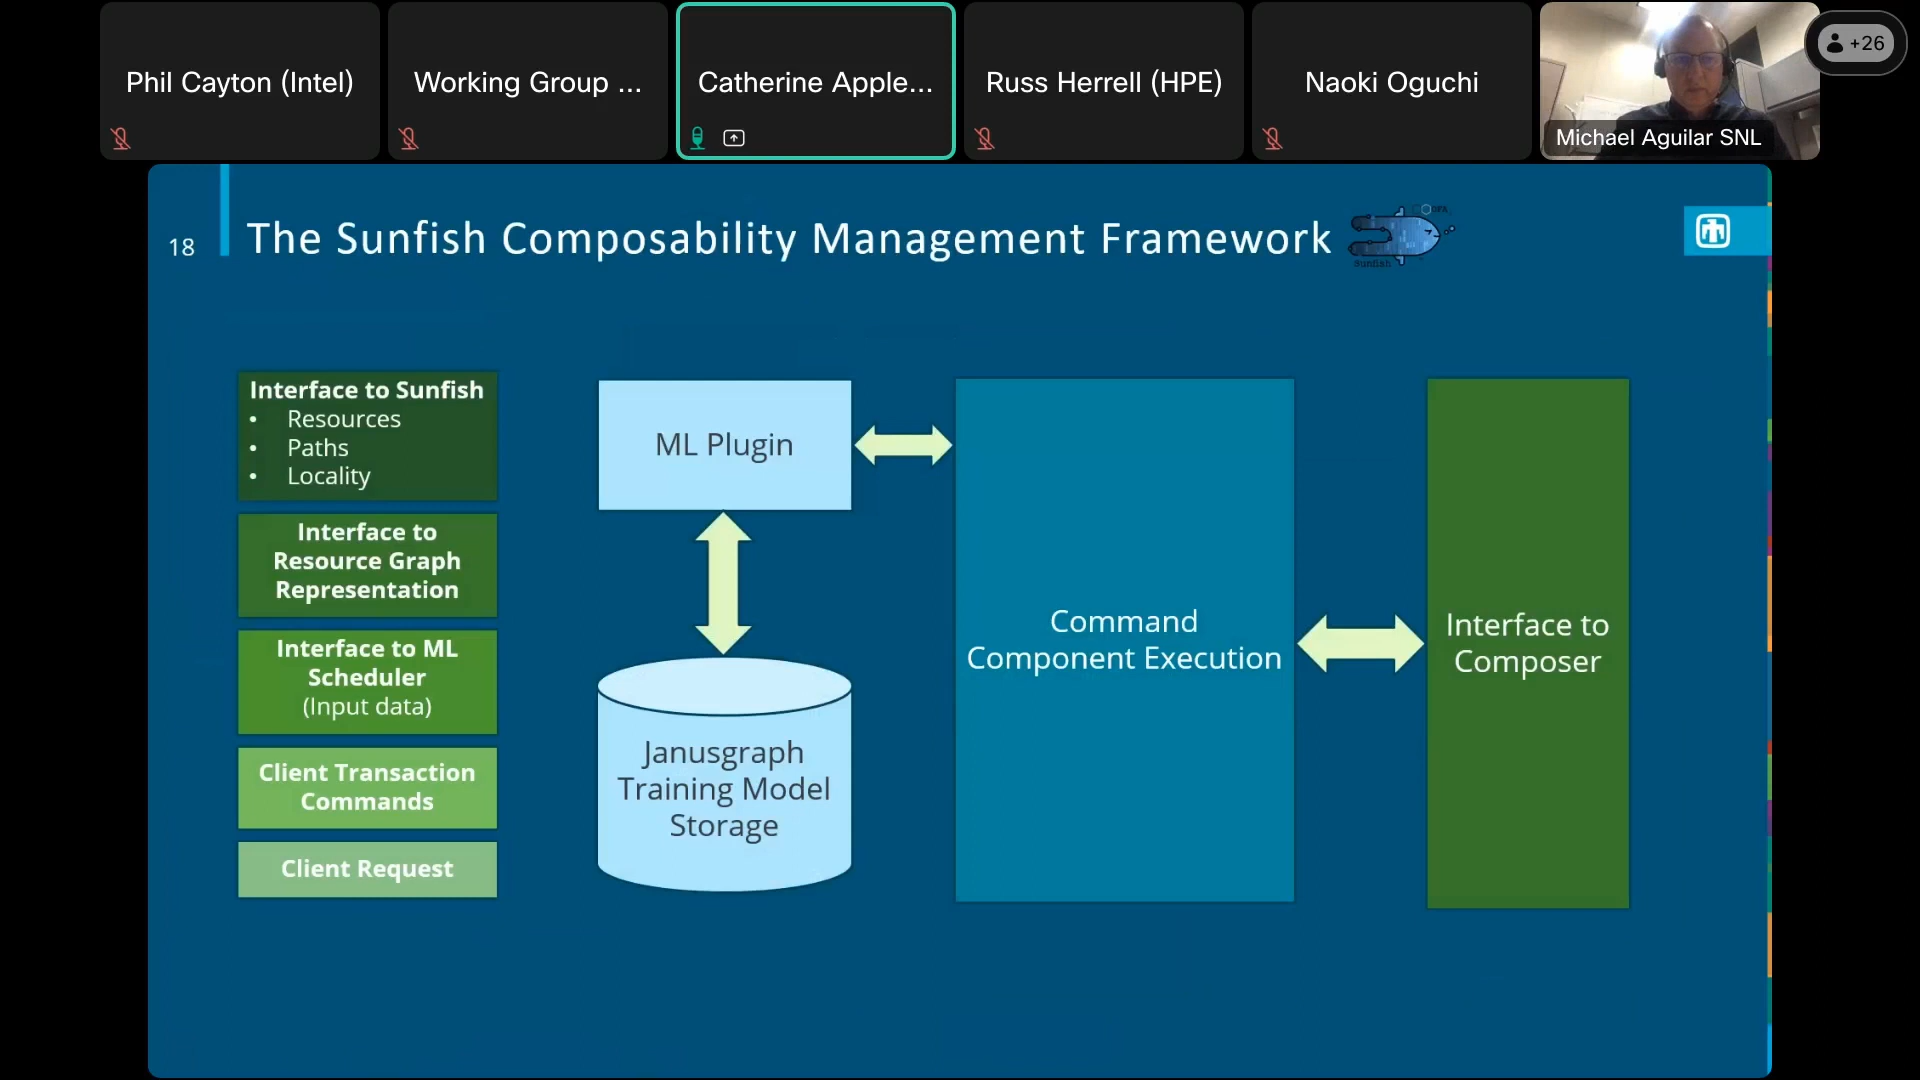 Phil Cayton (Intel)
Working Group ...
Catherine Apple...
Russ Herrell (HPE)
Naoki Oguchi
Michael Aguilar SNL
+26
18
The Sunfish Composability Management Framework
OFA
Sunfish
Interface to Sunfish
• Resources
• Paths
• Locality
Interface to
Resource Graph
Representation
Interface to ML
Scheduler
(Input data)
Client Transaction
Commands
Client Request
ML Plugin
Janusgraph
Training Model
Storage
Command
Component Execution
Interface to
Composer